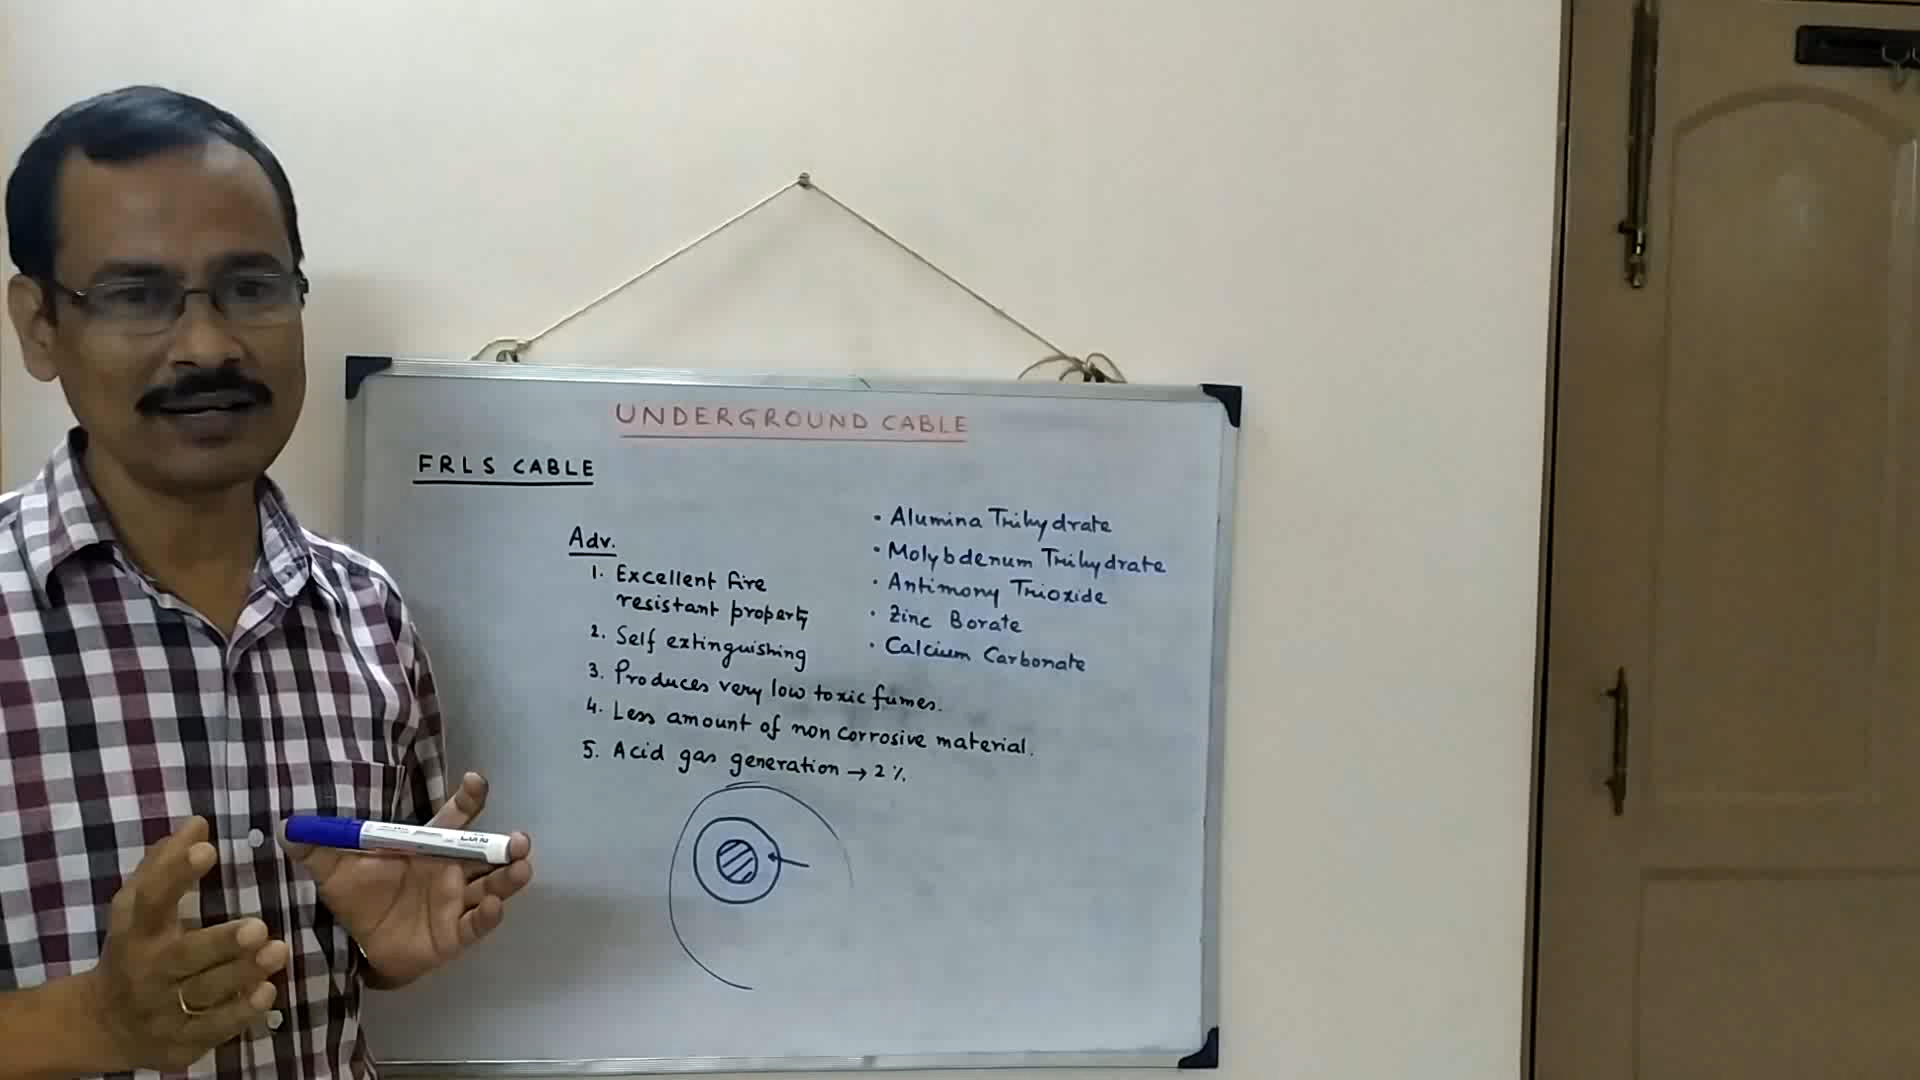 UNDERGROUND CABLE
FRLS CABLE
Adv.
1. Excellent fire
resistant property
2. Self extinguishing
3. Produces very low toxic fumes.
4. Less amount of non corrosive material.
5. Acid gas generation → 2 %.
• Alumina Trihydrate
• Molybdenum Trihydrate
• Antimony Trioxide
• Zinc Borate
• Calcium Carbonate